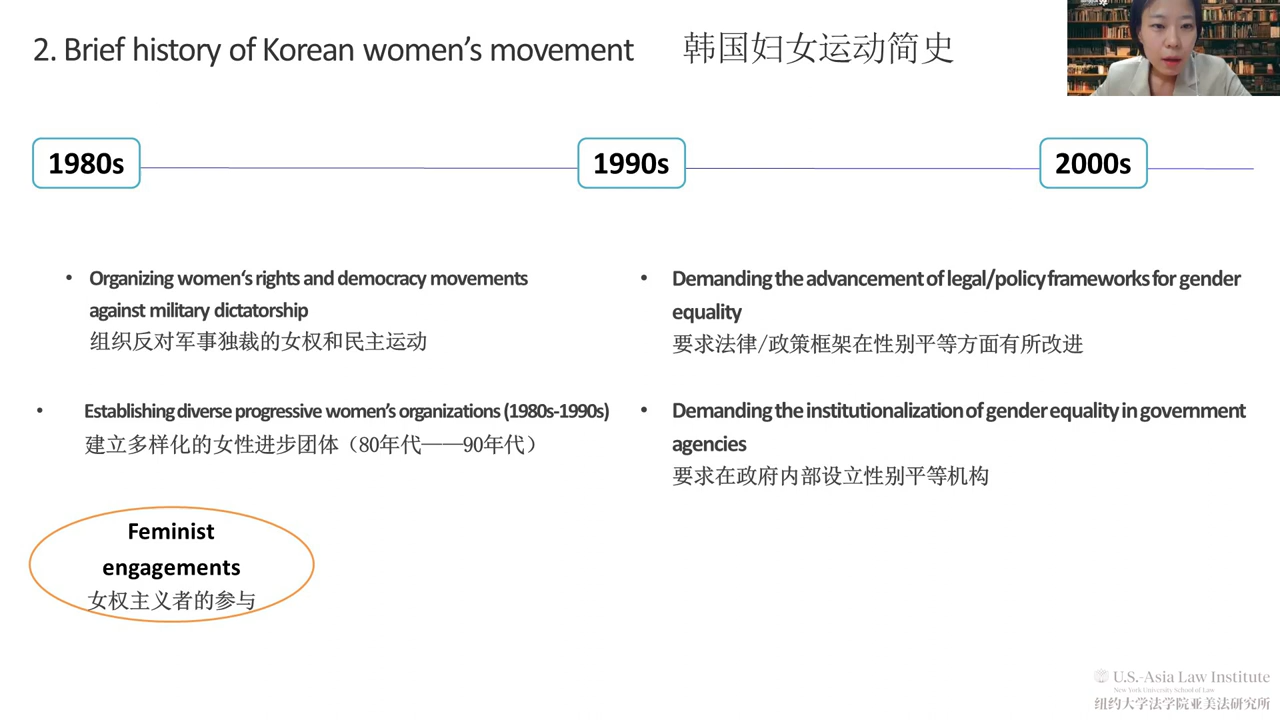 2. Brief history of Korean women's movement 韩国妇女运动简史
1980s
1990s
2000s
• Organizing women‘s rights and democracy movements
against military dictatorship
组织反对军事独裁的女权和民主运动
• Establishing diverse progressive women's organizations (1980s-1990s)
建立多样化的女性进步团体（80年代——90年代）
• Demanding the advancement of legal/policy frameworks for gender
equality
要求法律/政策框架在性别平等方面有所改进
• Demanding the institutionalization of gender equality in government
agencies
要求在政府内部设立性别平等机构
Feminist
engagements
女权主义者的参与
U.S.-Asia Law Institute
New York University School of Law
纽约大学法学院亚美法研究所